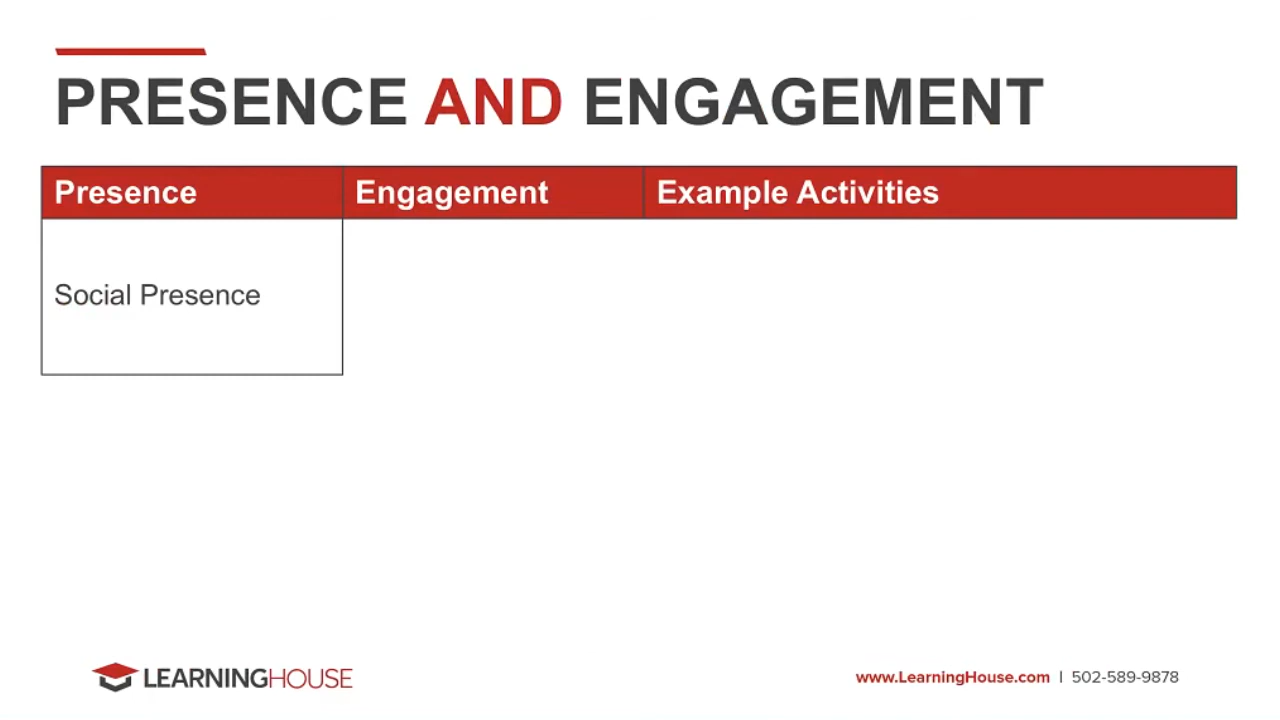 PRESENCE AND ENGAGEMENT
Presence Engagement Example Activities
Social Presence
LEARNINGHOUSE
www.LearningHouse.com | 502-589-9878